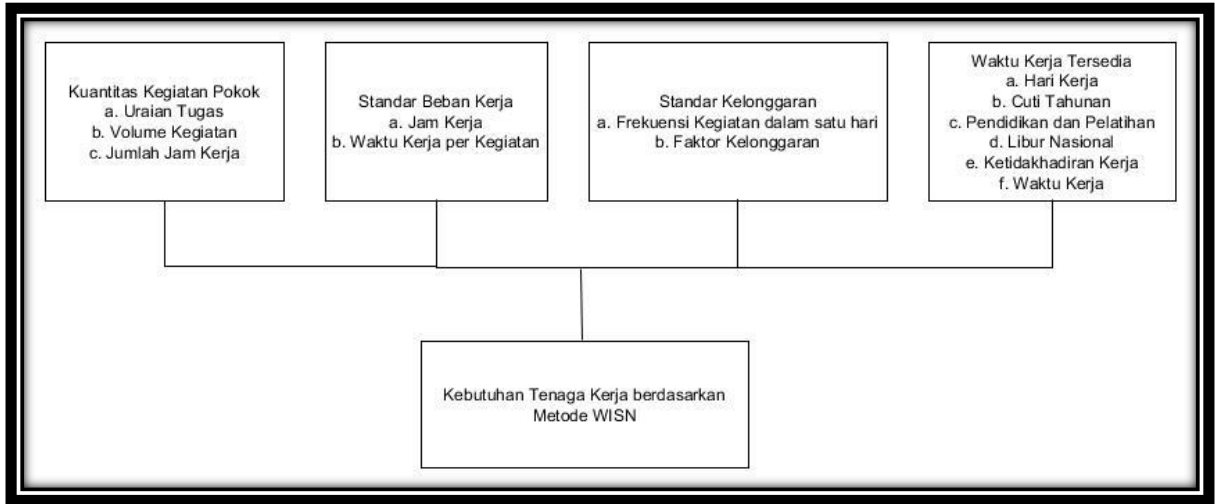 Kuantitas Kegiatan Pokok
a. Uraian Tugas
b. Volume Kegiatan
c. Jumlah Jam Kerja
Standar Beban Kerja
a. Jam Kerja
b. Waktu Kerja per Kegiatan
Standar Kelonggaran
a. Frekuensi Kegiatan dalam satu hari
b. Faktor Kelonggaran
Waktu Kerja Tersedia
a. Hari Kerja
b. Cuti Tahunan
c. Pendidikan dan Pelatihan
d. Libur Nasional
e. Ketidakhadiran Kerja
f. Waktu Kerja
Kebutuhan Tenaga Kerja berdasarkan
Metode WISN